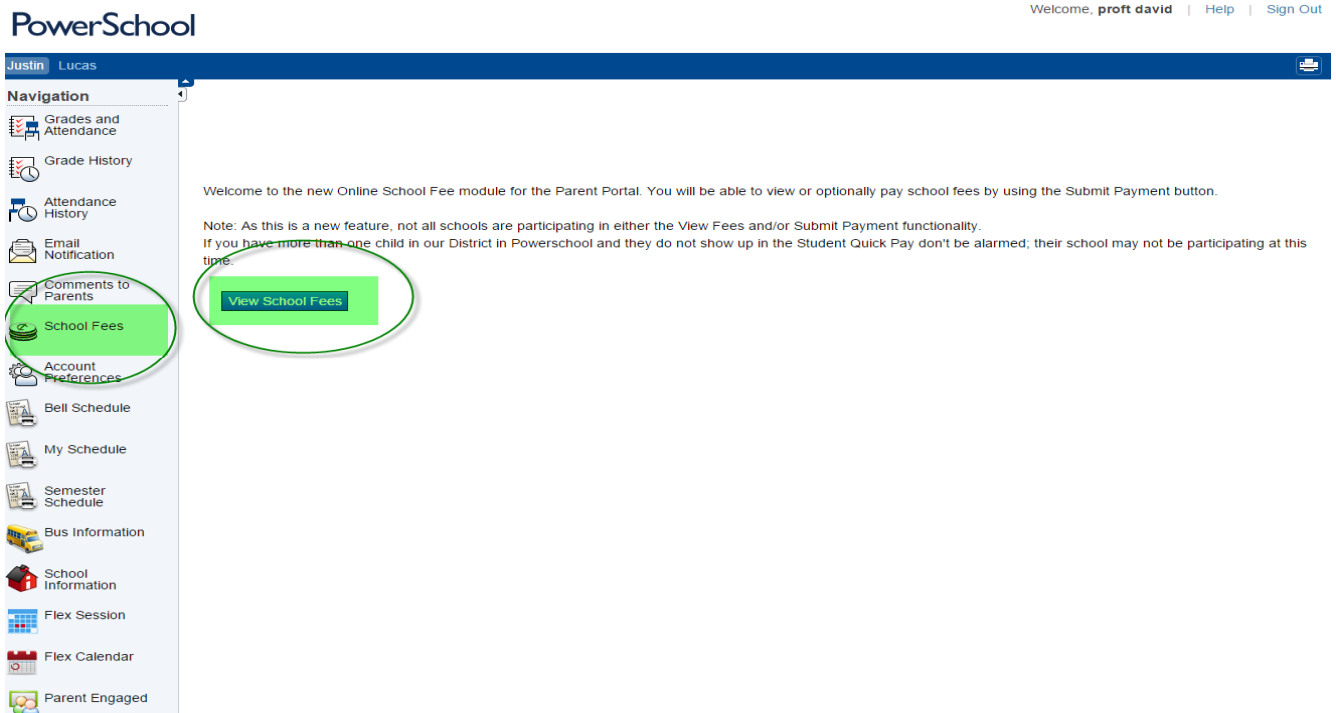 Welcome, proft david | Help | Sign Out
PowerSchool
Justin Lucas
Navigation
Grades and
Attendance
Grade History
Attendance
History
Email
Notification
Comments to
Parents
School Fees
Account
Preferences
Bell Schedule
My Schedule
Semester
Schedule
Bus Information
School
Information
Flex Session
Flex Calendar
Parent Engaged
Welcome to the new Online School Fee module for the Parent Portal. You will be able to view or optionally pay school fees by using the Submit Payment button.
Note: As this is a new feature, not all schools are participating in either the View Fees and/or Submit Payment functionality.
If you have more than one child in our District in Powerschool and they do not show up in the Student Quick Pay don't be alarmed; their school may not be participating at this
time.
View School Fees